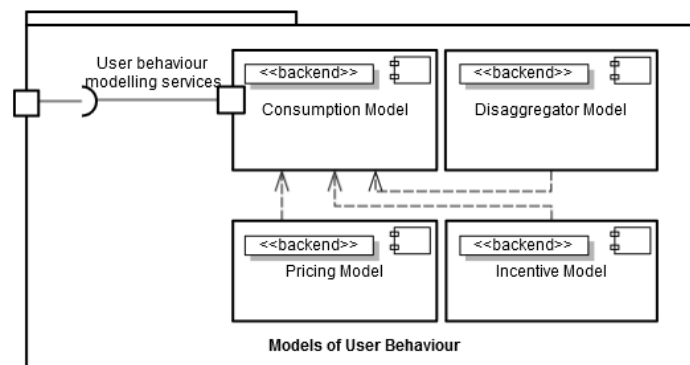 User behaviour
modelling services
<<backend>>
Consumption Model
<<backend>>
Disaggregator Model
<<backend>>
Pricing Model
<<backend>>
Incentive Model
Models of User Behaviour